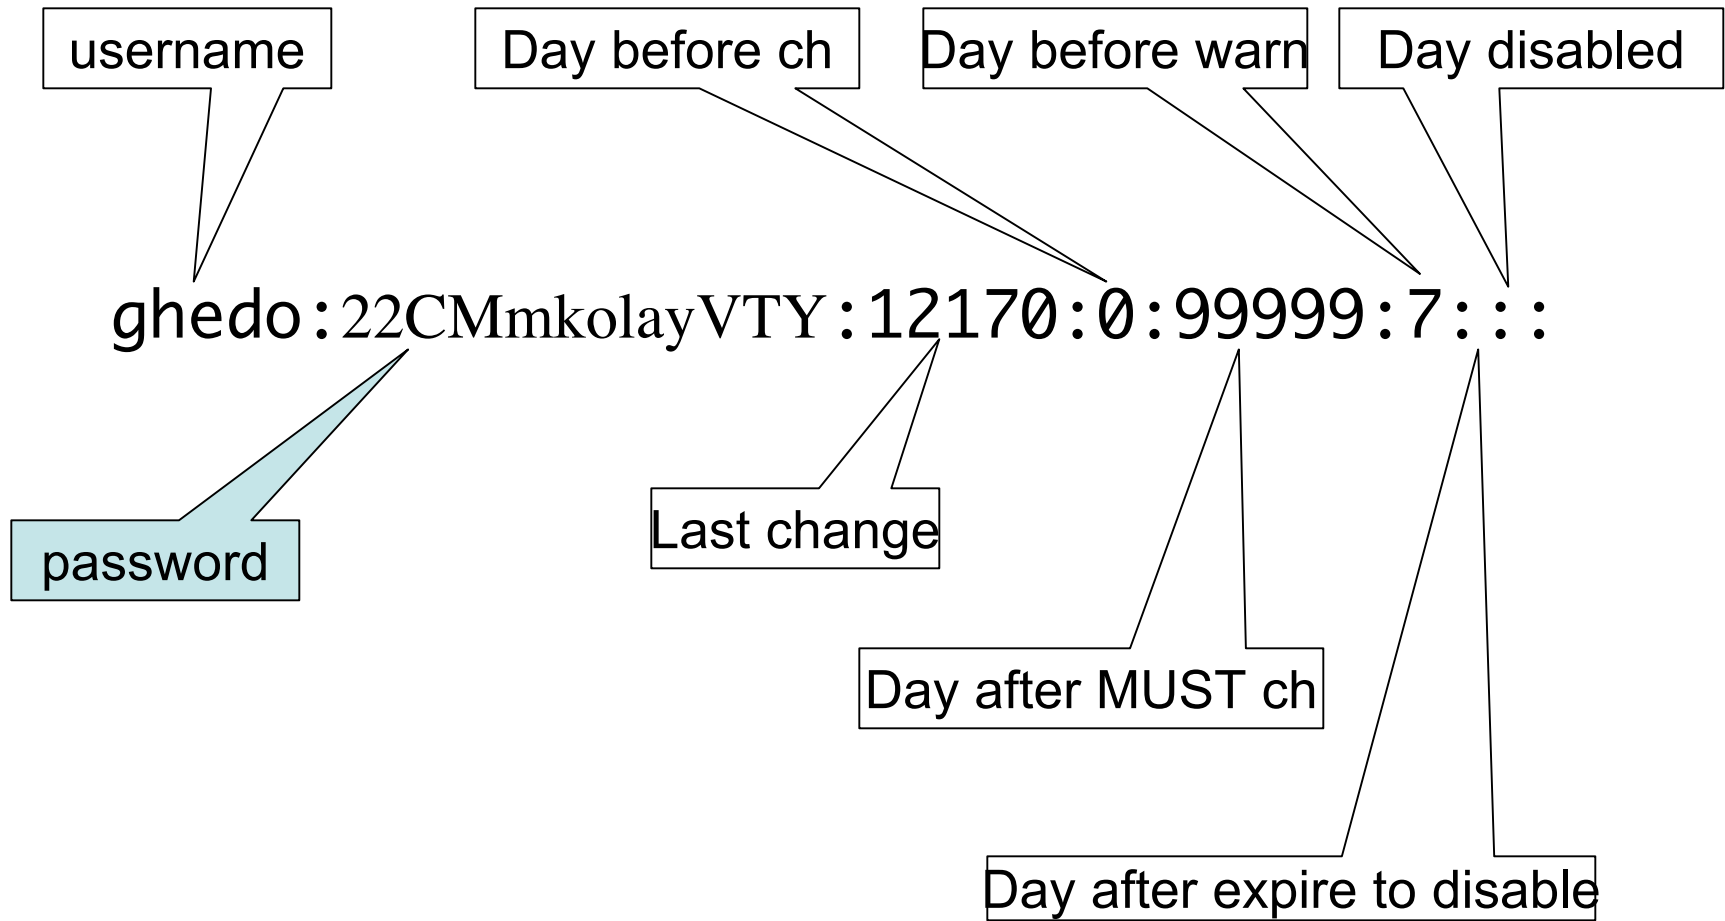 username
Day before ch
Day before warn
Day disabled
ghedo:22CMmkolayVTY:12170:0:99999:7:::
Last change
password
Day after MUST ch
Day after expire to disable